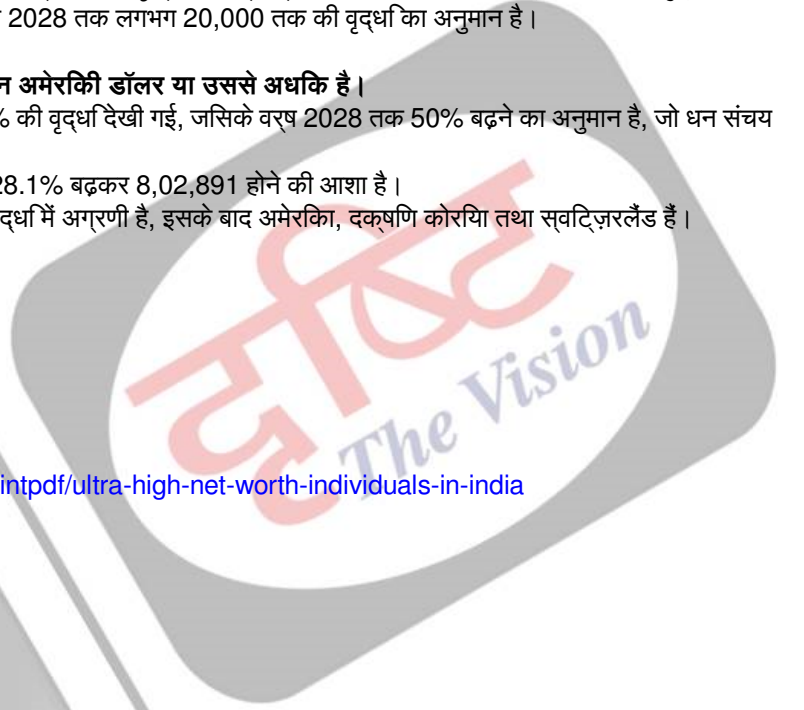 2028 तक लगभग 20,000 तक की वृद्धि का अनुमान है।
अमेरिकी डॉलर या उससे अधिक है।
% की वृद्धि देखी गई, जिसके वर्ष 2028 तक 50% बढ़ने का अनुमान है, जो धन संचय
28.1% बढ़कर 8,02,891 होने की आशा है।
में अग्रणी है, इसके बाद अमेरिका, दक्षिण कोरिया तथा स्विट्ज़रलैंड हैं।
दृष्टि
The Vision
intpdf/ultra-high-net-worth-individuals-in-india